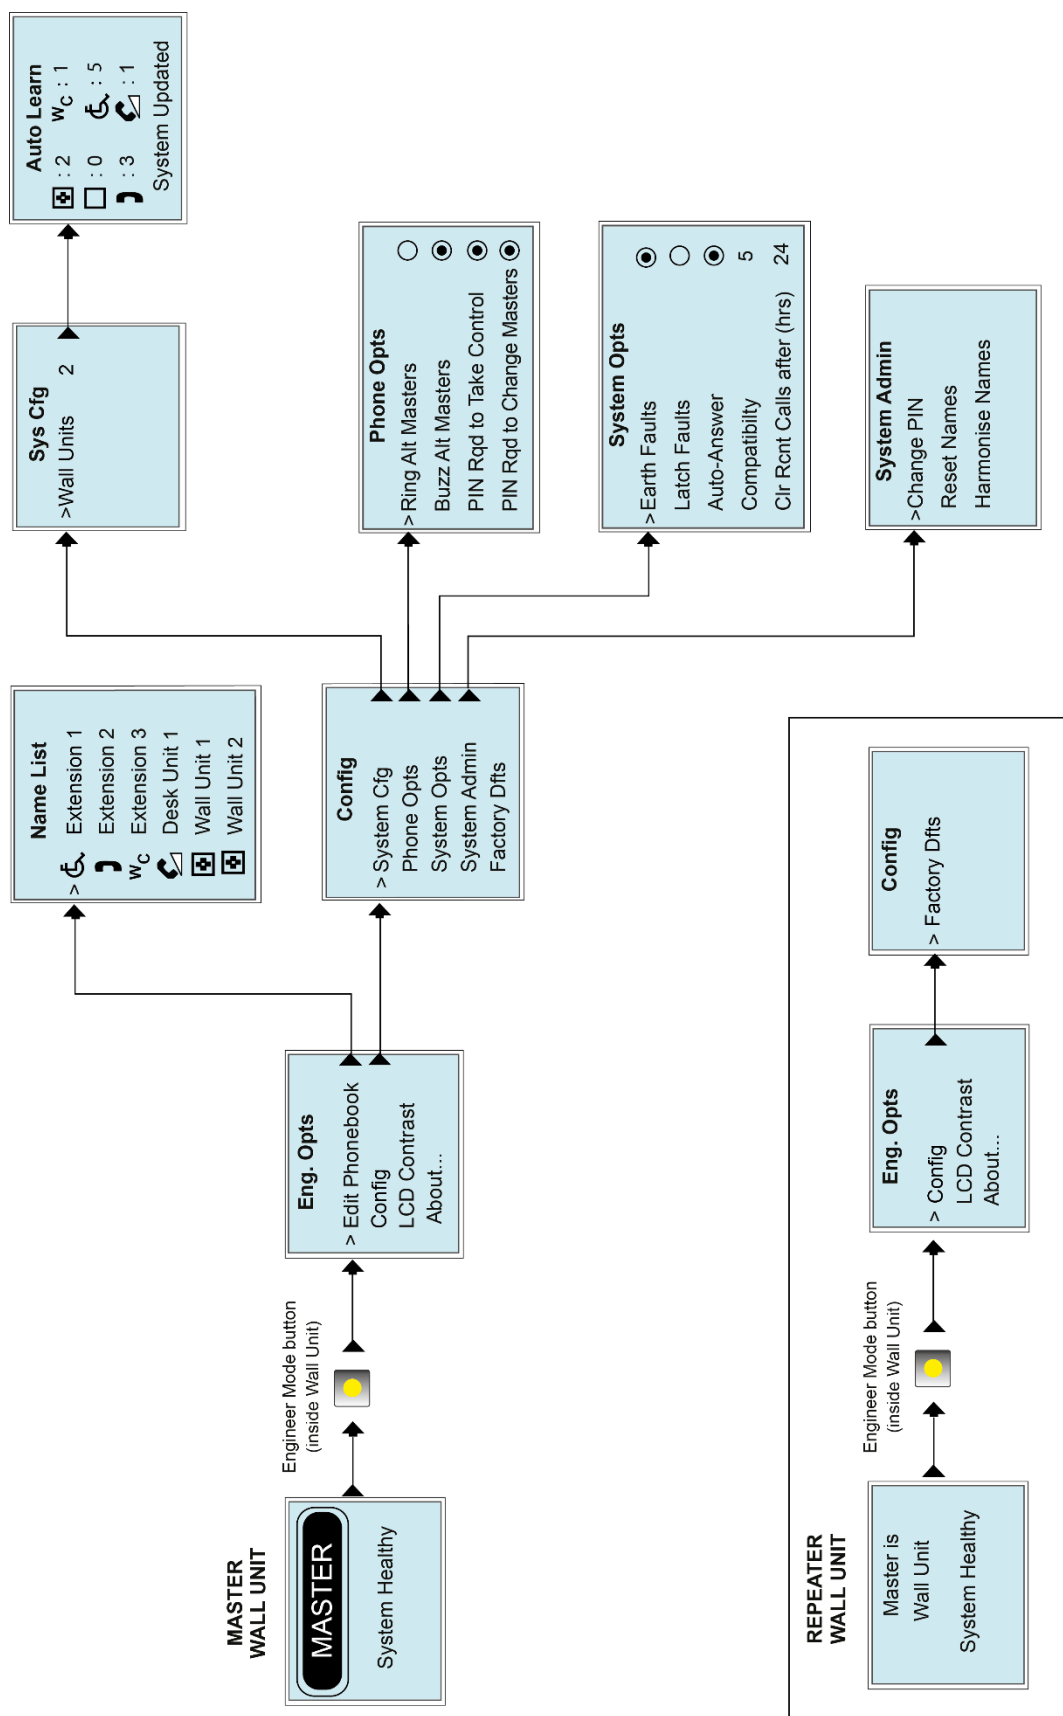 MASTER
WALL UNIT
MASTER
System Healthy
Engineer Mode button
(inside Wall Unit)
Eng. Opts
> Edit Phonebook
Config
LCD Contrast
About...
Name List
> Extension 1
Extension 2
WC Extension 3
Desk Unit 1
Wall Unit 1
Wall Unit 2
Config
> System Cfg
Phone Opts
System Opts
System Admin
Factory Dfts
Sys Cfg
>Wall Units 2
Auto Learn
: 2 WC : 1
: 0 : 5
: 3 : 1
System Updated
Phone Opts
>Ring Alt Masters
Buzz Alt Masters
PIN Rqd to Take Control
PIN Rqd to Change Masters
System Opts
>Earth Faults
Latch Faults
Auto-Answer
Compatibilty 5
Clr Rcnt Calls after (hrs) 24
System Admin
>Change PIN
Reset Names
Harmonise Names
REPEATER
WALL UNIT
Master is
Wall Unit
System Healthy
Engineer Mode button
(inside Wall Unit)
Eng. Opts
> Config
LCD Contrast
About...
Config
> Factory Dfts